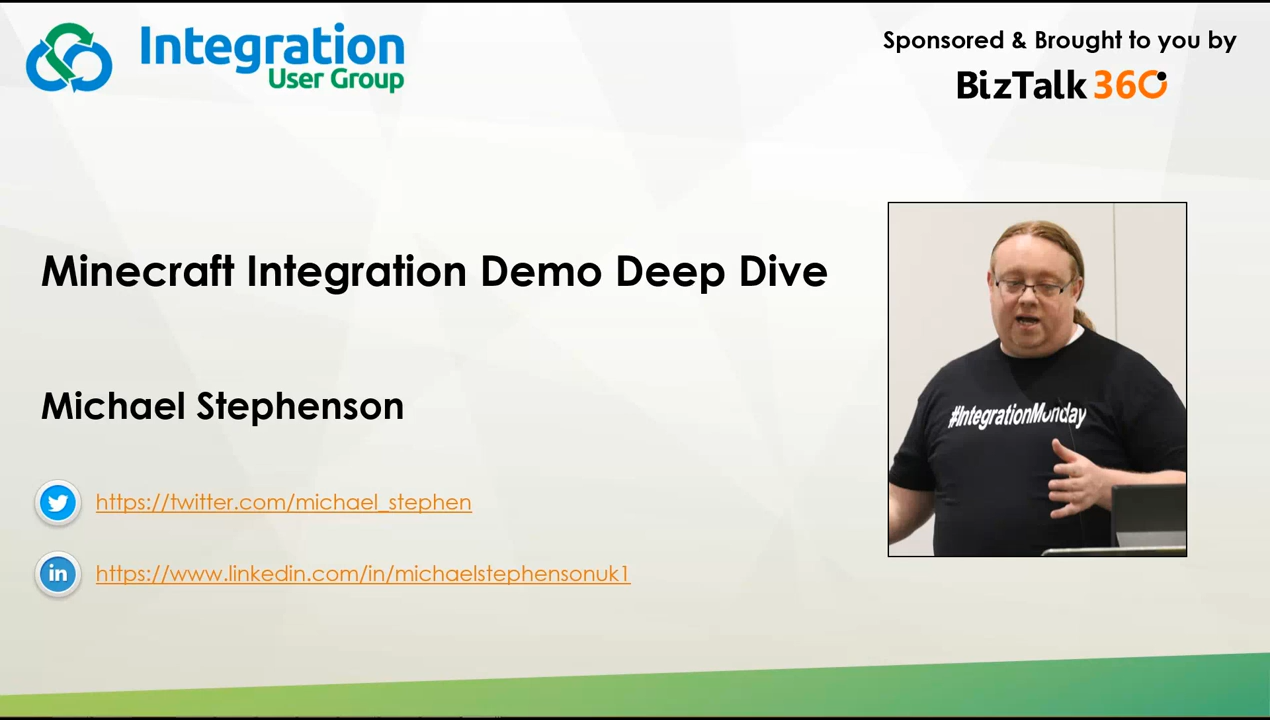 Integration
User Group
Sponsored & Brought to you by
BizTalk 360
Minecraft Integration Demo Deep Dive
#IntegrationMonday
Michael Stephenson
https://twitter.com/michael_stephen
in
https://www.linkedin.com/in/michaelstephensonuk1